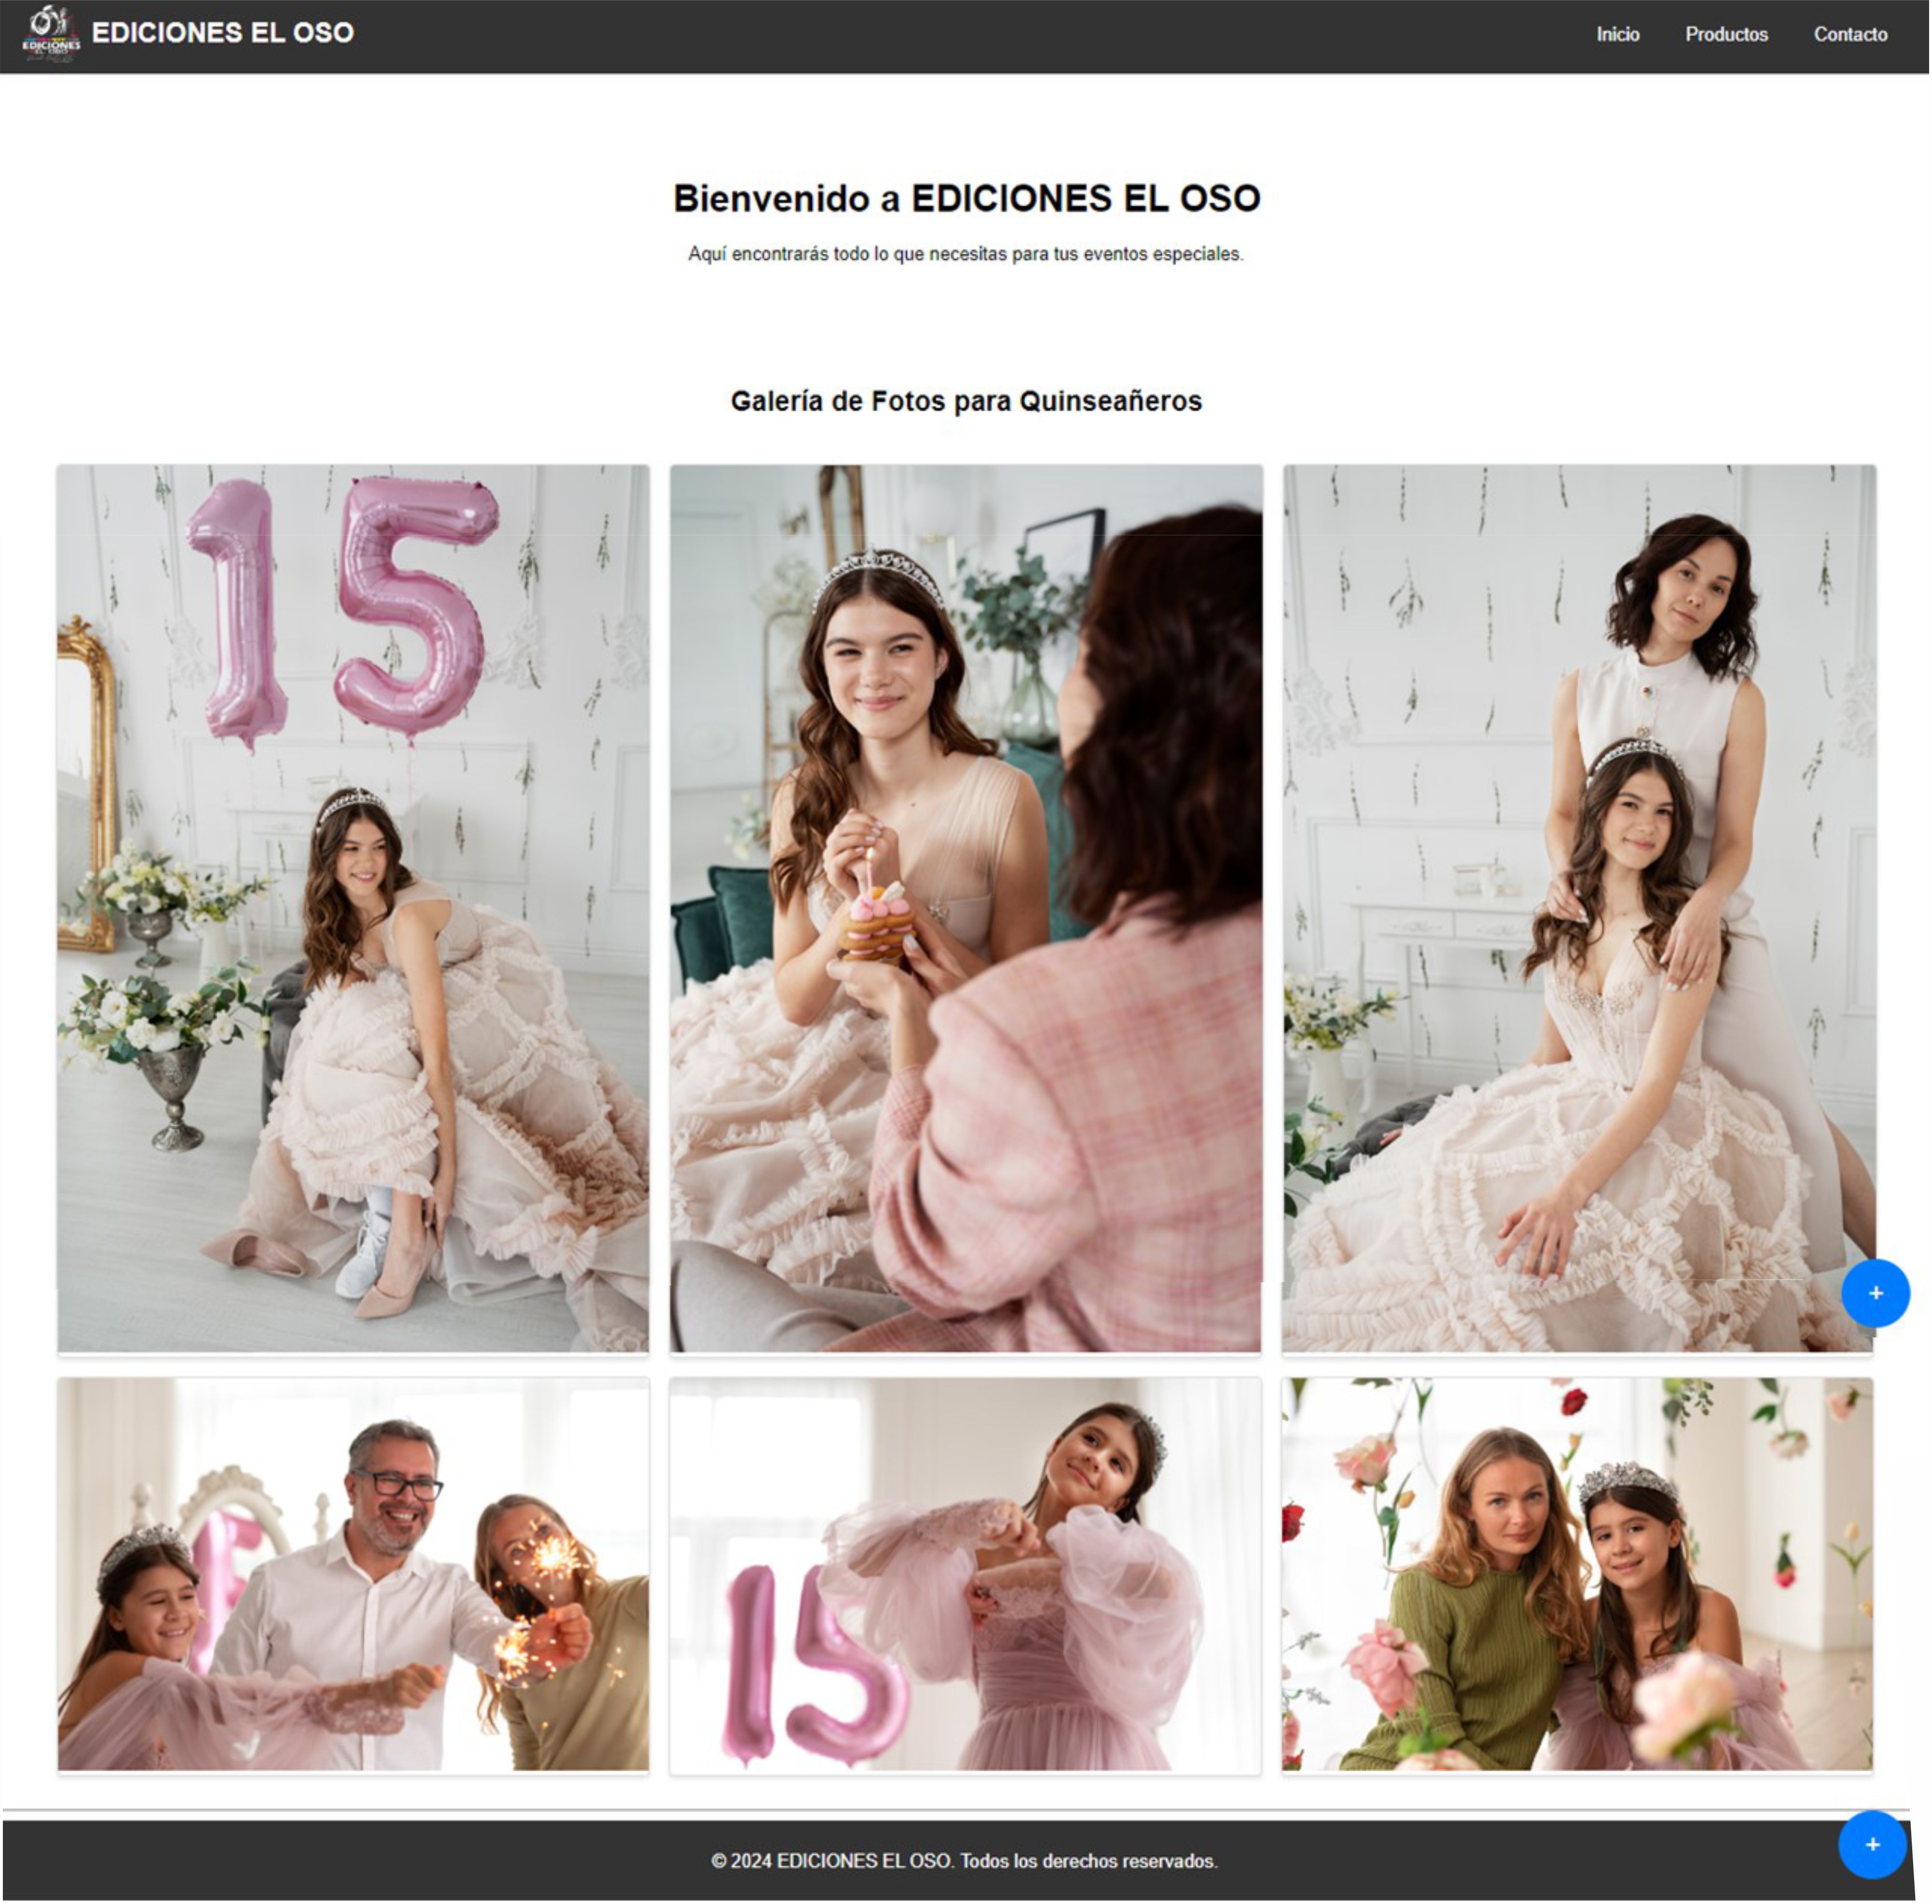 EDICIONES
EL OSO
EDICIONES EL OSO
Inicio Productos Contacto
Bienvenido a EDICIONES EL OSO
Aquí encontrarás todo lo que necesitas para tus eventos especiales.
Galería de Fotos para Quinseañeros
15
+
15
© 2024 EDICIONES EL OSO. Todos los derechos reservados.
+